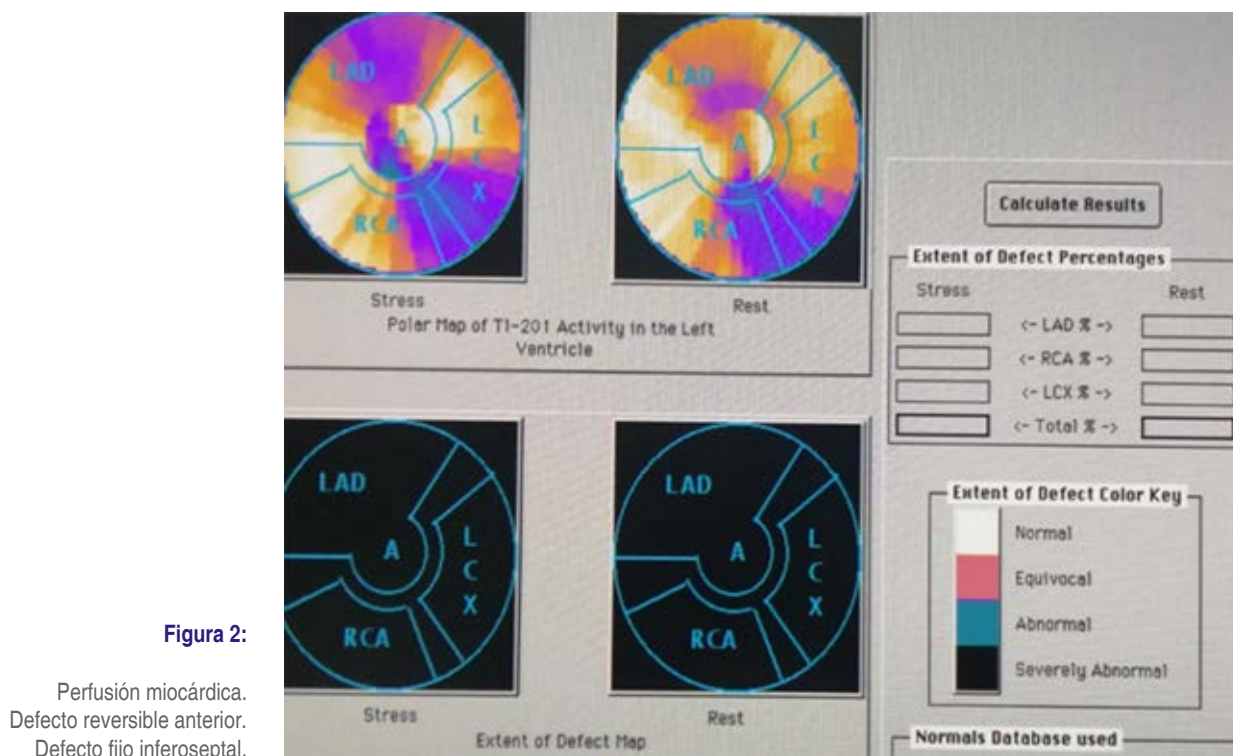 LAD
A
L
C
X
RCA
Stress
LAD
A
L
C
X
RCA
Rest
Polar Map of Tl-201 Activity in the Left
Ventricle
LAD
A
L
C
X
RCA
Stress
LAD
A
L
C
X
RCA
Rest
Extent of Defect Map
Calculate Results
Extent of Defect Percentages
Stress Rest
<- LAD % ->
<- RCA % ->
<- LCX % ->
<- Total % ->
Extent of Defect Color Key
Normal
Equivocal
Abnormal
Severely Abnormal
Normals Database used
Figura 2:
Perfusión miocárdica.
Defecto reversible anterior.
Defecto fijo inferoseptal.